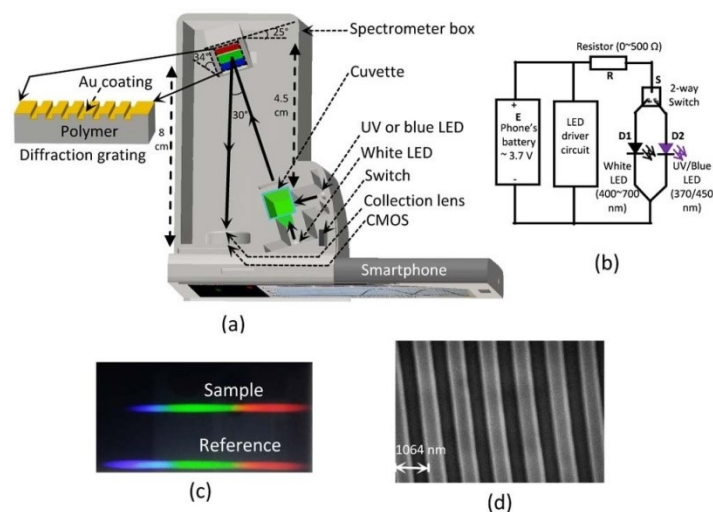 25°
Spectrometer box
34°
Cuvette
Au coating
Polymer
Diffraction grating
8
cm
30°
4.5
cm
UV or blue LED
White LED
Switch
Collection lens
CMOS
Smartphone
(a)
Resistor (0~500 Ω)
R
S
2-way
Switch
+
E
Phone's
battery
~ 3.7 V
-
LED
driver
circuit
D1
D2
White
LED
(400~700
nm)
UV/Blue
LED
(370/450
nm)
(b)
Sample
Reference
(c)
1064 nm
(d)